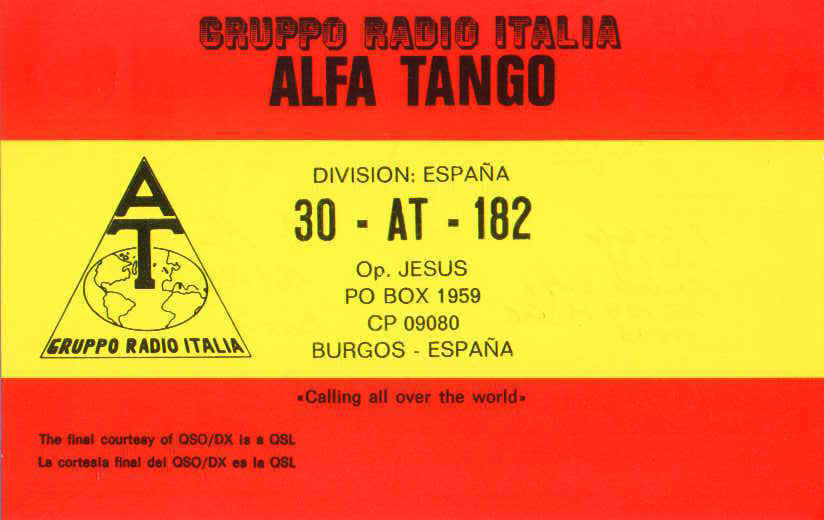 GRUPPO RADIO ITALIA
ALFA TANGO
DIVISION: ESPAÑA
30 - AT - 182
Op. JESUS
PO BOX 1959
CP 09080
BURGOS - ESPAÑA
AT
GRUPPO RADIO ITALIA
«Calling all over the world»
The final courtesy of QSO/DX is a QSL
La cortesia final del QSO/DX es la QSL